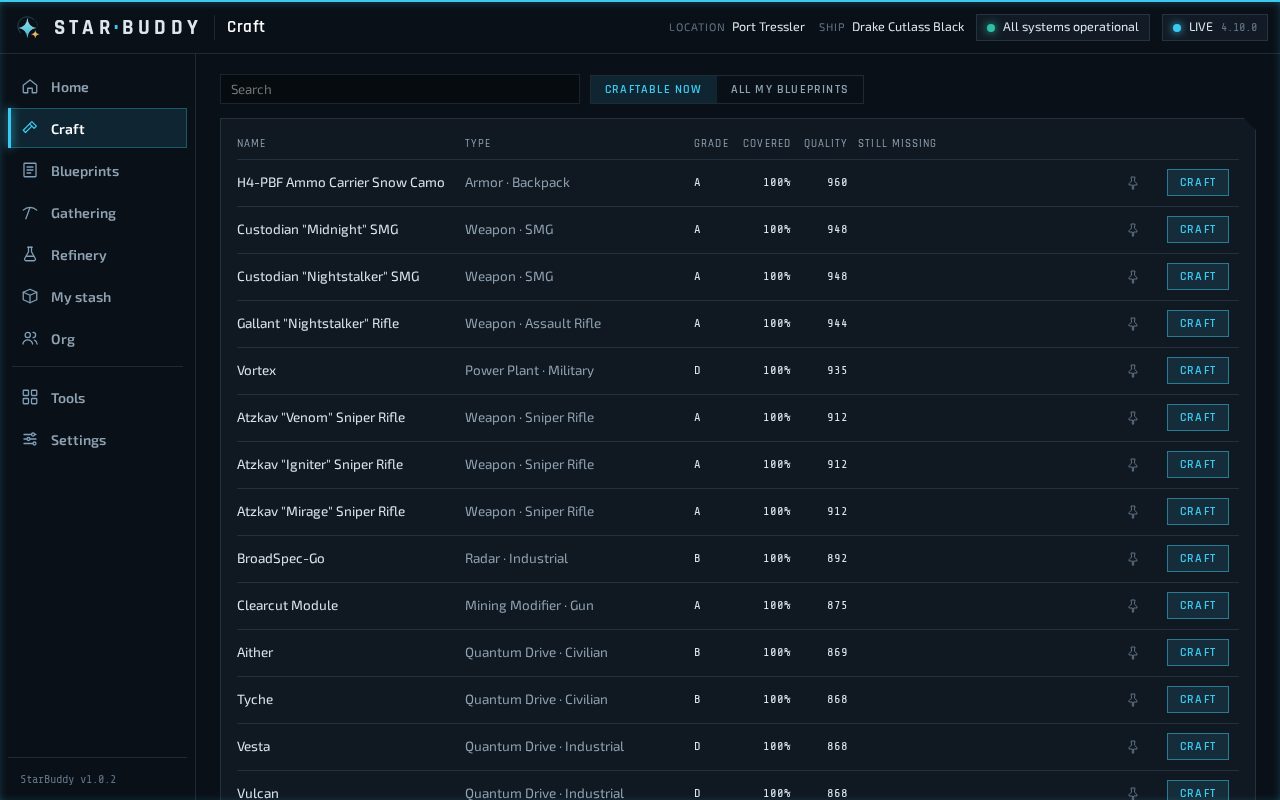 STAR·BUDDY
Craft
LOCATION Port Tressler SHIP Drake Cutlass Black
All systems operational
LIVE 4.10.0
Home
Craft
Blueprints
Gathering
Refinery
My stash
Org
Tools
Settings
StarBuddy v1.0.2
Search
CRAFTABLE NOW
ALL MY BLUEPRINTS
NAME TYPE GRADE COVERED QUALITY STILL MISSING
H4-PBF Ammo Carrier Snow Camo Armor · Backpack A 100% 960 CRAFT
Custodian "Midnight" SMG Weapon · SMG A 100% 948 CRAFT
Custodian "Nightstalker" SMG Weapon · SMG A 100% 948 CRAFT
Gallant "Nightstalker" Rifle Weapon · Assault Rifle A 100% 944 CRAFT
Vortex Power Plant · Military D 100% 935 CRAFT
Atzkav "Venom" Sniper Rifle Weapon · Sniper Rifle A 100% 912 CRAFT
Atzkav "Igniter" Sniper Rifle Weapon · Sniper Rifle A 100% 912 CRAFT
Atzkav "Mirage" Sniper Rifle Weapon · Sniper Rifle A 100% 912 CRAFT
BroadSpec-Go Radar · Industrial B 100% 892 CRAFT
Clearcut Module Mining Modifier · Gun A 100% 875 CRAFT
Aither Quantum Drive · Civilian B 100% 869 CRAFT
Tyche Quantum Drive · Civilian B 100% 868 CRAFT
Vesta Quantum Drive · Industrial D 100% 868 CRAFT
Vulcan Quantum Drive · Industrial D 100% 868 CRAFT